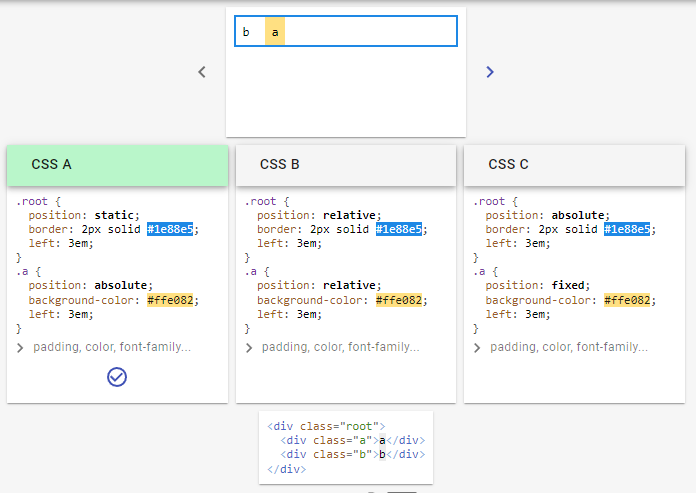 b a
CSS A
.root {
position: static;
border: 2px solid #1e88e5;
left: 3em;
}
.a {
position: absolute;
background-color: #ffe082;
left: 3em;
}
padding, color, font-family...
CSS B
.root {
position: relative;
border: 2px solid #1e88e5;
left: 3em;
}
.a {
position: relative;
background-color: #ffe082;
left: 3em;
}
padding, color, font-family...
CSS C
.root {
position: absolute;
border: 2px solid #1e88e5;
left: 3em;
}
.a {
position: fixed;
background-color: #ffe082;
left: 3em;
}
padding, color, font-family...
<div class="root">
<div class="a">a</div>
<div class="b">b</div>
</div>